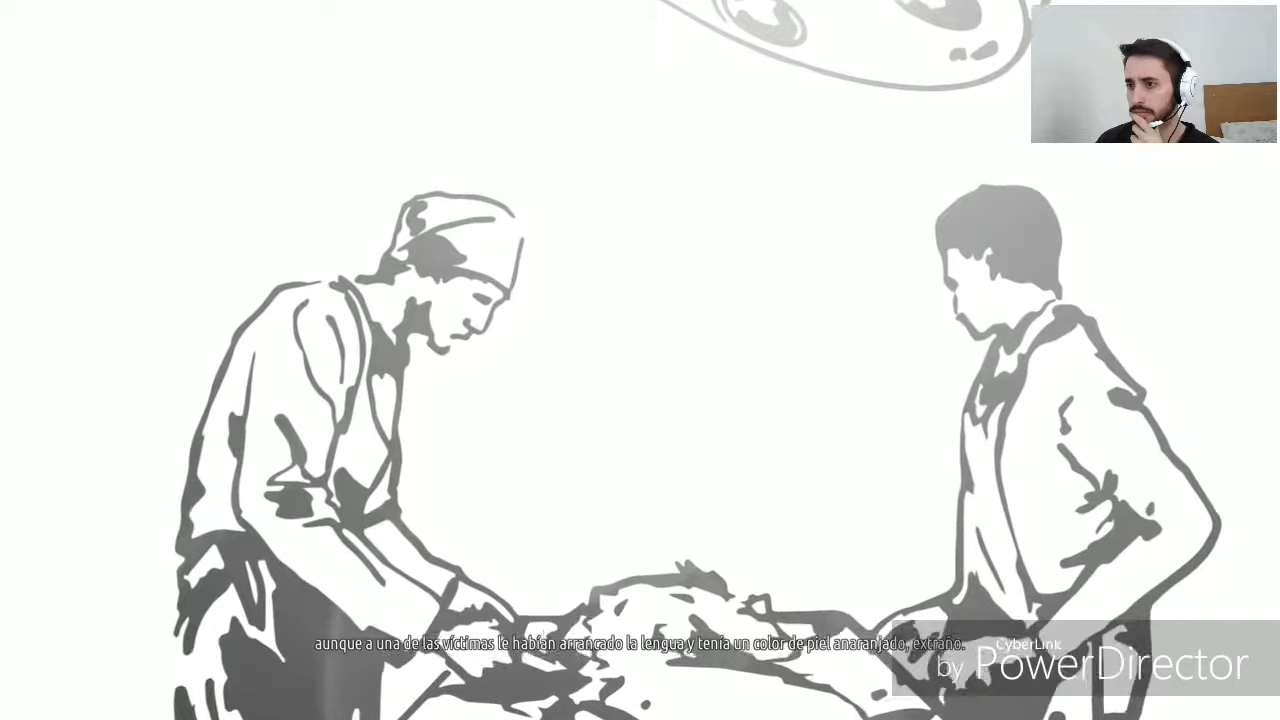 aunque a una de las víctimas le habían arrancado la lengua y tenía un color de piel anaranjado, extraño.
CyberLink
by PowerDirector